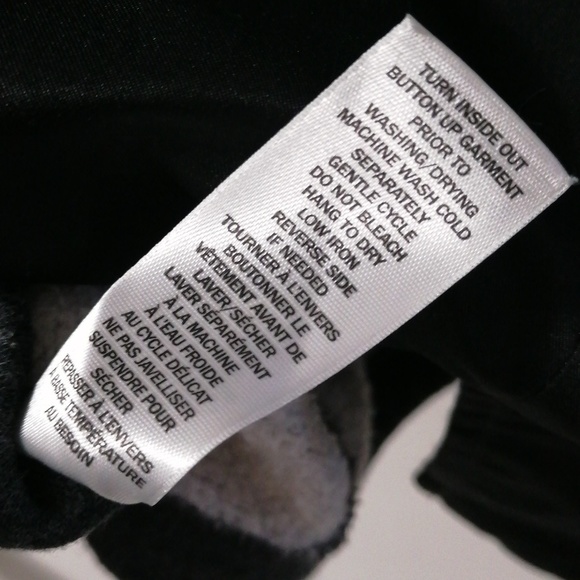 TURN INSIDE OUT
BUTTON UP GARMENT
PRIOR TO
WASHING/DRYING
MACHINE WASH COLD
SEPARATELY
GENTLE CYCLE
DO NOT BLEACH
HANG TO DRY
LOW IRON
REVERSE SIDE
IF NEEDED
TOURNER À L'ENVERS
BOUTONNER LE
VÊTEMENT AVANT DE
LAVER/SÉCHER
LAVER SÉPARÉMENT
À LA MACHINE
À L'EAU FROIDE
AU CYCLE DÉLICAT
NE PAS JAVELLISER
SUSPENDRE POUR
SÉCHER
REPASSER À L'ENVERS
À BASSE TEMPÉRATURE
AU BESOIN